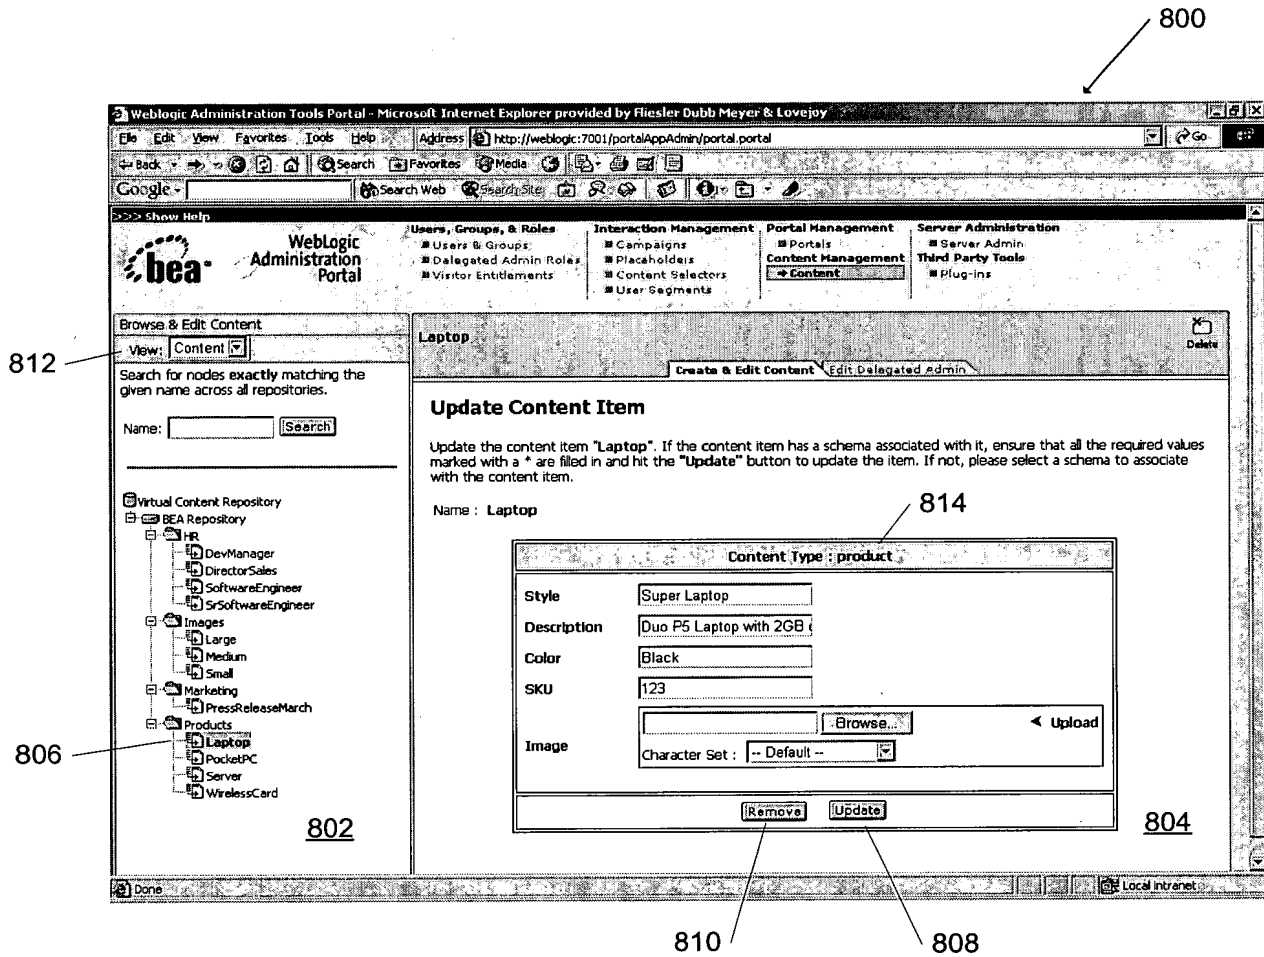 800
Weblogic Administration Tools Portal - Microsoft Internet Explorer provided by Fliesler Dubb Meyer & Lovejoy
File Edit View Favorites Tools Help Address http://weblogic:7001/portalAppAdmin/portal.portal Go
Back Search Favorites Media
Google Search Web Search Site
>>> Show Help
bea WebLogic Administration Portal
Users, Groups, & Roles
Users & Groups
Delegated Admin Roles
Visitor Entitlements
Interaction Management
Campaigns
Placeholders
Content Selectors
User Segments
Portal Management
Portals
Content Management
Content
Server Administration
Server Admin
Third Party Tools
Plug-ins
812
Browse & Edit Content
View: Content
Search for nodes exactly matching the
given name across all repositories.
Name: Search
Virtual Content Repository
BEA Repository
HR
DevManager
DirectorSales
SoftwareEngineer
SrSoftwareEngineer
Images
Large
Medium
Small
Marketing
PressReleaseMarch
Products
806
Laptop
PocketPC
Server
WirelessCard
802
Laptop
Delete
Create & Edit Content Edit Delegated Admin
Update Content Item
Update the content item "Laptop". If the content item has a schema associated with it, ensure that all the required values
marked with a * are filled in and hit the "Update" button to update the item. If not, please select a schema to associate
with the content item.
Name : Laptop
814
Content Type : product
Style Super Laptop
Description Duo P5 Laptop with 2GB
Color Black
SKU 123
Image Browse... Upload
Character Set : -- Default --
Remove Update
804
Done Local intranet
810
808